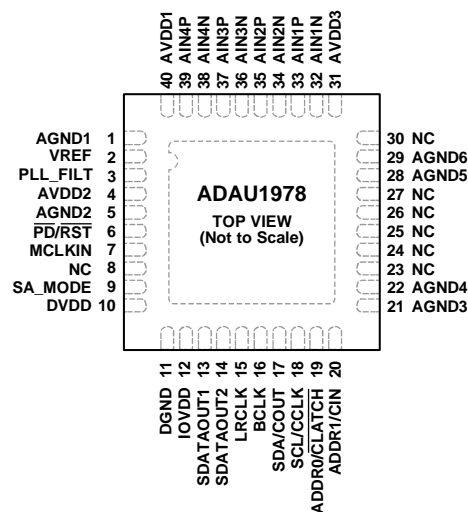 40 AVDD1
39 AIN4P
38 AIN4N
37 AIN3P
36 AIN3N
35 AIN2P
34 AIN2N
33 AIN1P
32 AIN1N
31 AVDD3
AGND1 1
VREF 2
PLL_FILT 3
AVDD2 4
AGND2 5
PD/RST 6
MCLKIN 7
NC 8
SA_MODE 9
DVDD 10
ADAU1978
TOP VIEW
(Not to Scale)
30 NC
29 AGND6
28 AGND5
27 NC
26 NC
25 NC
24 NC
23 NC
22 AGND4
21 AGND3
DGND 11
IOVDD 12
SDATAOUT1 13
SDATAOUT2 14
LRCLK 15
BCLK 16
SDA/COUT 17
SCL/CCLK 18
ADDR0/CLATCH 19
ADDR1/CIN 20